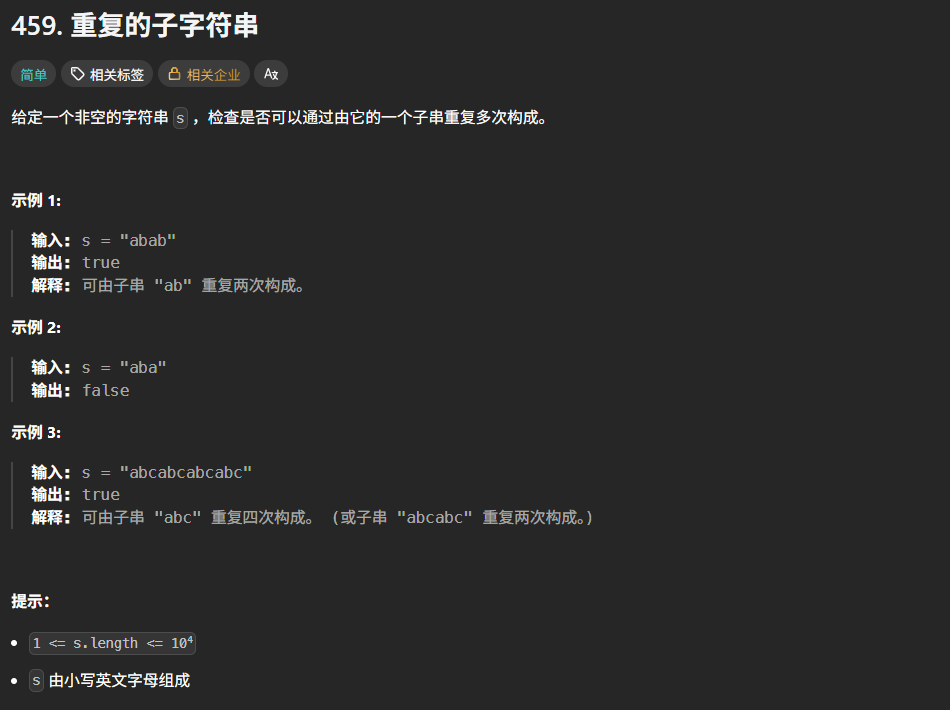 459. 重复的子字符串
简单 相关标签 相关企业 Aあ
给定一个非空的字符串 s ，检查是否可以通过由它的一个子串重复多次构成。
示例 1:
输入: s = "abab"
输出: true
解释: 可由子串 "ab" 重复两次构成。
示例 2:
输入: s = "aba"
输出: false
示例 3:
输入: s = "abcabcabcabc"
输出: true
解释: 可由子串 "abc" 重复四次构成。 (或子串 "abcabc" 重复两次构成。)
提示：
• 1 <= s.length <= 10⁴
• s 由小写英文字母组成